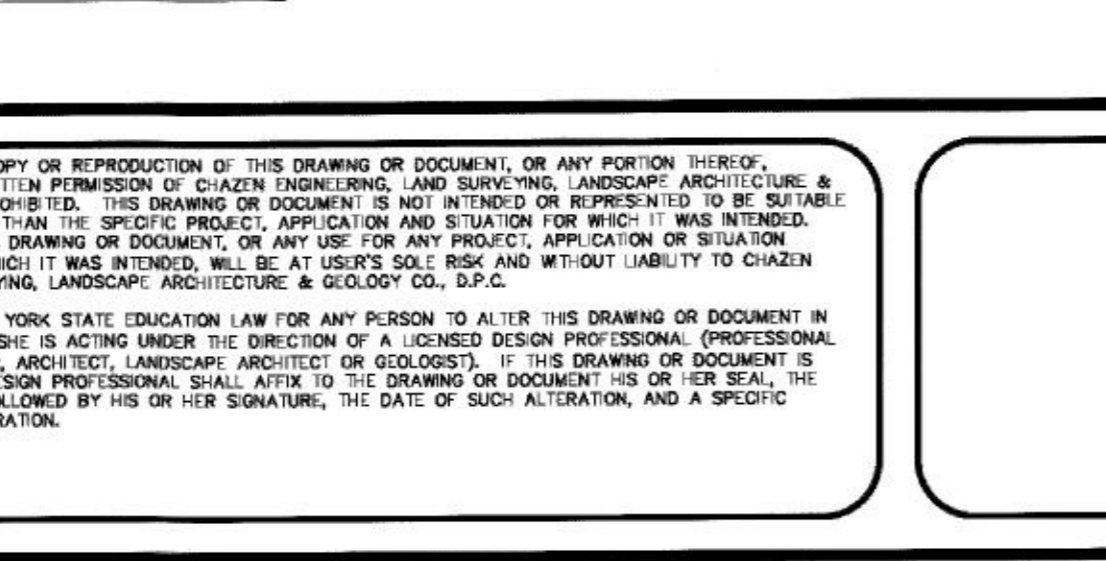 OPY OR REPRODUCTION OF THIS DRAWING OR DOCUMENT, OR ANY PORTION THEREOF,
TTEN PERMISSION OF CHAZEN ENGINEERING, LAND SURVEYING, LANDSCAPE ARCHITECTURE &
OHIBITED. THIS DRAWING OR DOCUMENT IS NOT INTENDED OR REPRESENTED TO BE SUITABLE
THAN THE SPECIFIC PROJECT, APPLICATION AND SITUATION FOR WHICH IT WAS INTENDED.
DRAWING OR DOCUMENT, OR ANY USE FOR ANY PROJECT, APPLICATION OR SITUATION
HICH IT WAS INTENDED, WILL BE AT USER'S SOLE RISK AND WITHOUT LIABILITY TO CHAZEN
YING, LANDSCAPE ARCHITECTURE & GEOLOGY CO., D.P.C.
YORK STATE EDUCATION LAW FOR ANY PERSON TO ALTER THIS DRAWING OR DOCUMENT IN
SHE IS ACTING UNDER THE DIRECTION OF A LICENSED DESIGN PROFESSIONAL (PROFESSIONAL
, ARCHITECT, LANDSCAPE ARCHITECT OR GEOLOGIST). IF THIS DRAWING OR DOCUMENT IS
ESIGN PROFESSIONAL SHALL AFFIX TO THE DRAWING OR DOCUMENT HIS OR HER SEAL, THE
OLLOWED BY HIS OR HER SIGNATURE, THE DATE OF SUCH ALTERATION, AND A SPECIFIC
RATION.